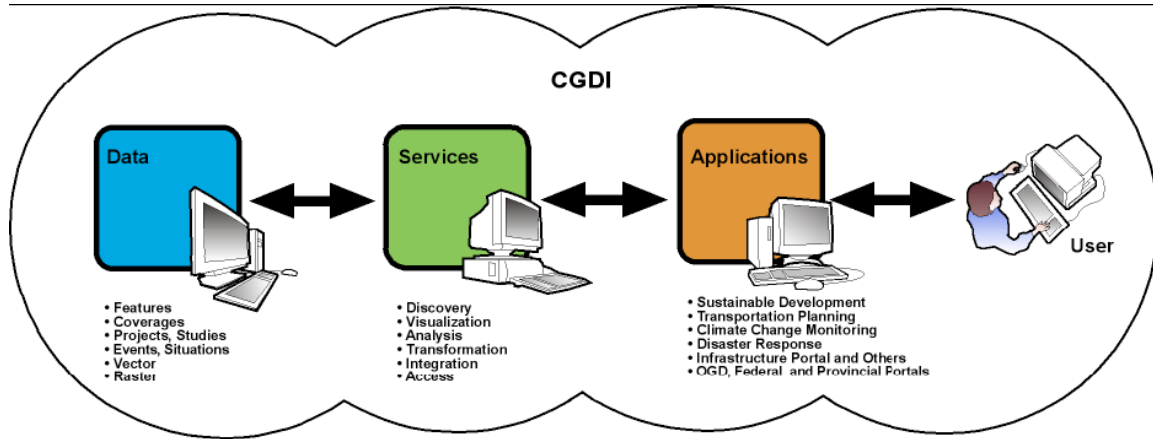 CGDI
Data
• Features
• Coverages
• Projects, Studies
• Events, Situations
• Vector
• Raster
Services
• Discovery
• Visualization
• Analysis
• Transformation
• Integration
• Access
Applications
• Sustainable Development
• Transportation Planning
• Climate Change Monitoring
• Disaster Response
• Infrastructure Portal and Others
• OGD, Federal and Provincial Portals
User